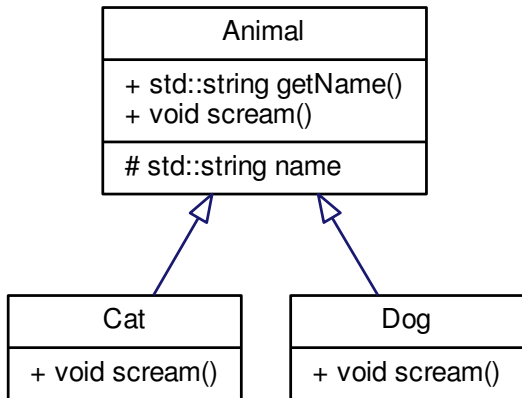 Animal
+ std::string getName()
+ void scream()
# std::string name
Cat
+ void scream()
Dog
+ void scream()